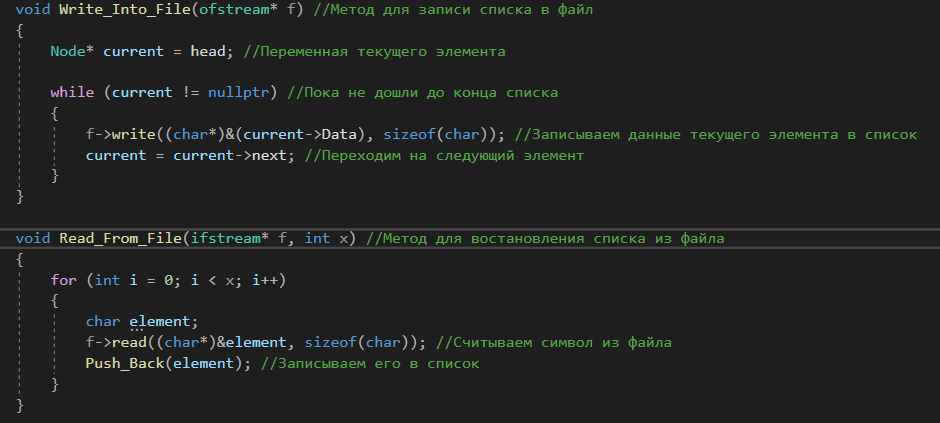 void Write_Into_File(ofstream* f) //Метод для записи списка в файл
{
    Node* current = head; //Переменная текущего элемента

    while (current != nullptr) //Пока не дошли до конца списка
    {
        f->write((char*)&(current->Data), sizeof(char)); //Записываем данные текущего элемента в список
        current = current->next; //Переходим на следующий элемент
    }
}

void Read_From_File(ifstream* f, int x) //Метод для востановления списка из файла
{
    for (int i = 0; i < x; i++)
    {
        char element;
        f->read((char*)&element, sizeof(char)); //Считываем символ из файла
        Push_Back(element); //Записываем его в список
    }
}